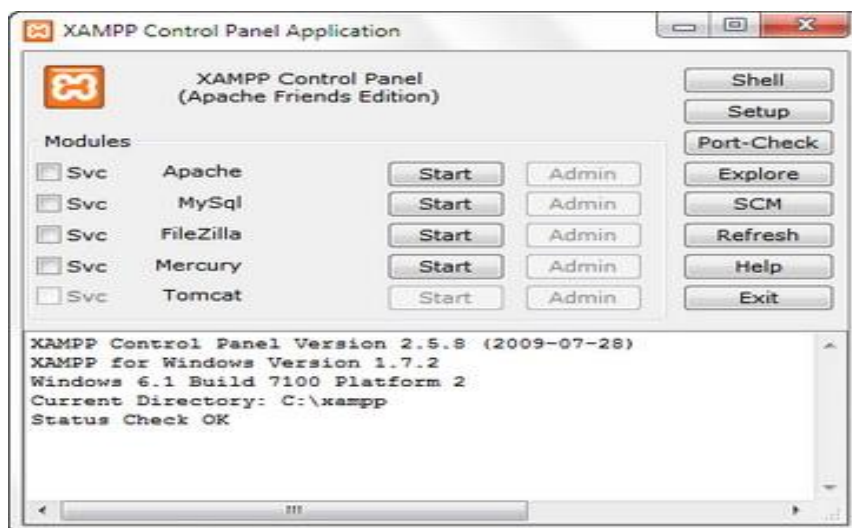 XAMPP Control Panel Application
XAMPP Control Panel
(Apache Friends Edition)
Shell
Setup
Modules
Port-Check
Svc Apache Start Admin Explore
Svc MySql Start Admin SCM
Svc FileZilla Start Admin Refresh
Svc Mercury Start Admin Help
Svc Tomcat Start Admin Exit
XAMPP Control Panel Version 2.5.8 (2009-07-28)
XAMPP for Windows Version 1.7.2
Windows 6.1 Build 7100 Platform 2
Current Directory: C:\xampp
Status Check OK